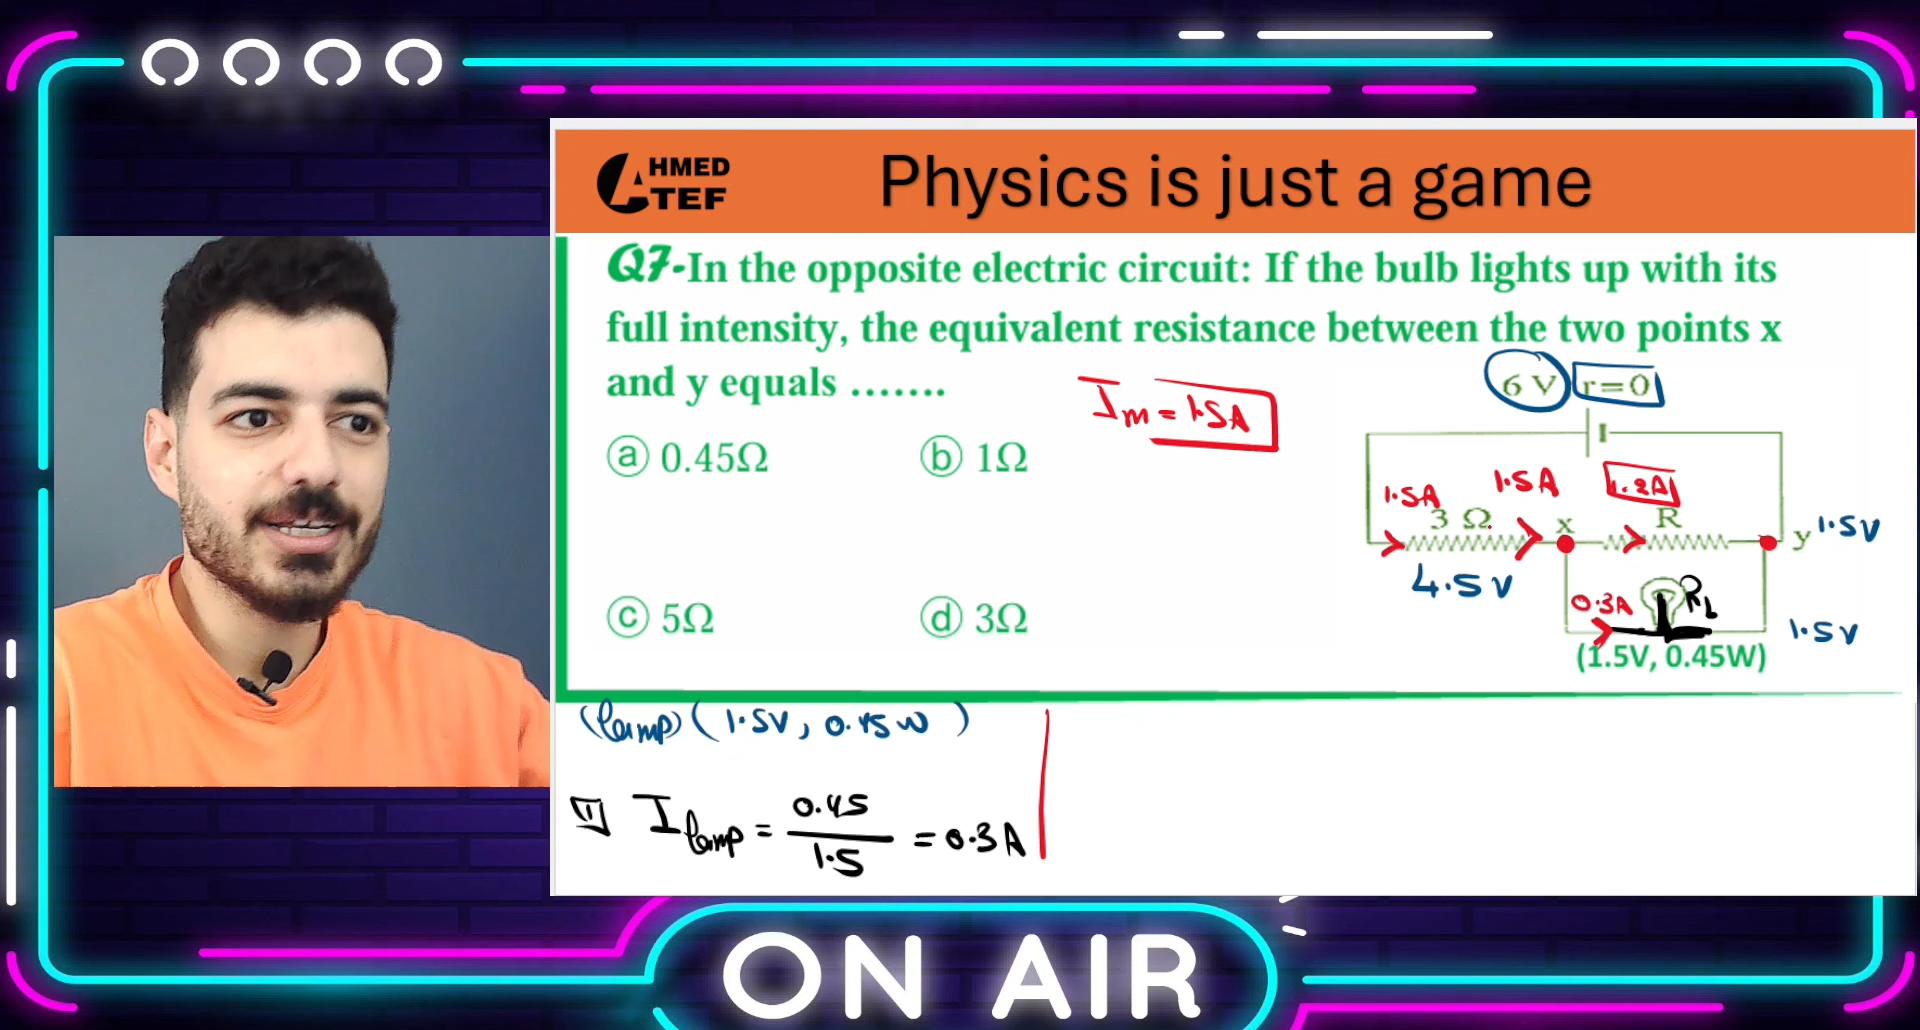 AHMED
ATEF
Physics is just a game
Q7-In the opposite electric circuit: If the bulb lights up with its
full intensity, the equivalent resistance between the two points x
and y equals .......
Im = 1.5A
ⓐ 0.45Ω
ⓑ 1Ω
ⓒ 5Ω
ⓓ 3Ω
6 V
r=0
1.5A
1.5A
1.2A
3 Ω
x
R
y
1.5V
4.5V
0.3A
RL
1.5V
(1.5V, 0.45W)
(lamp) (1.5V, 0.45W)
1 Ilamp = 0.45 / 1.5 = 0.3A
ON AIR